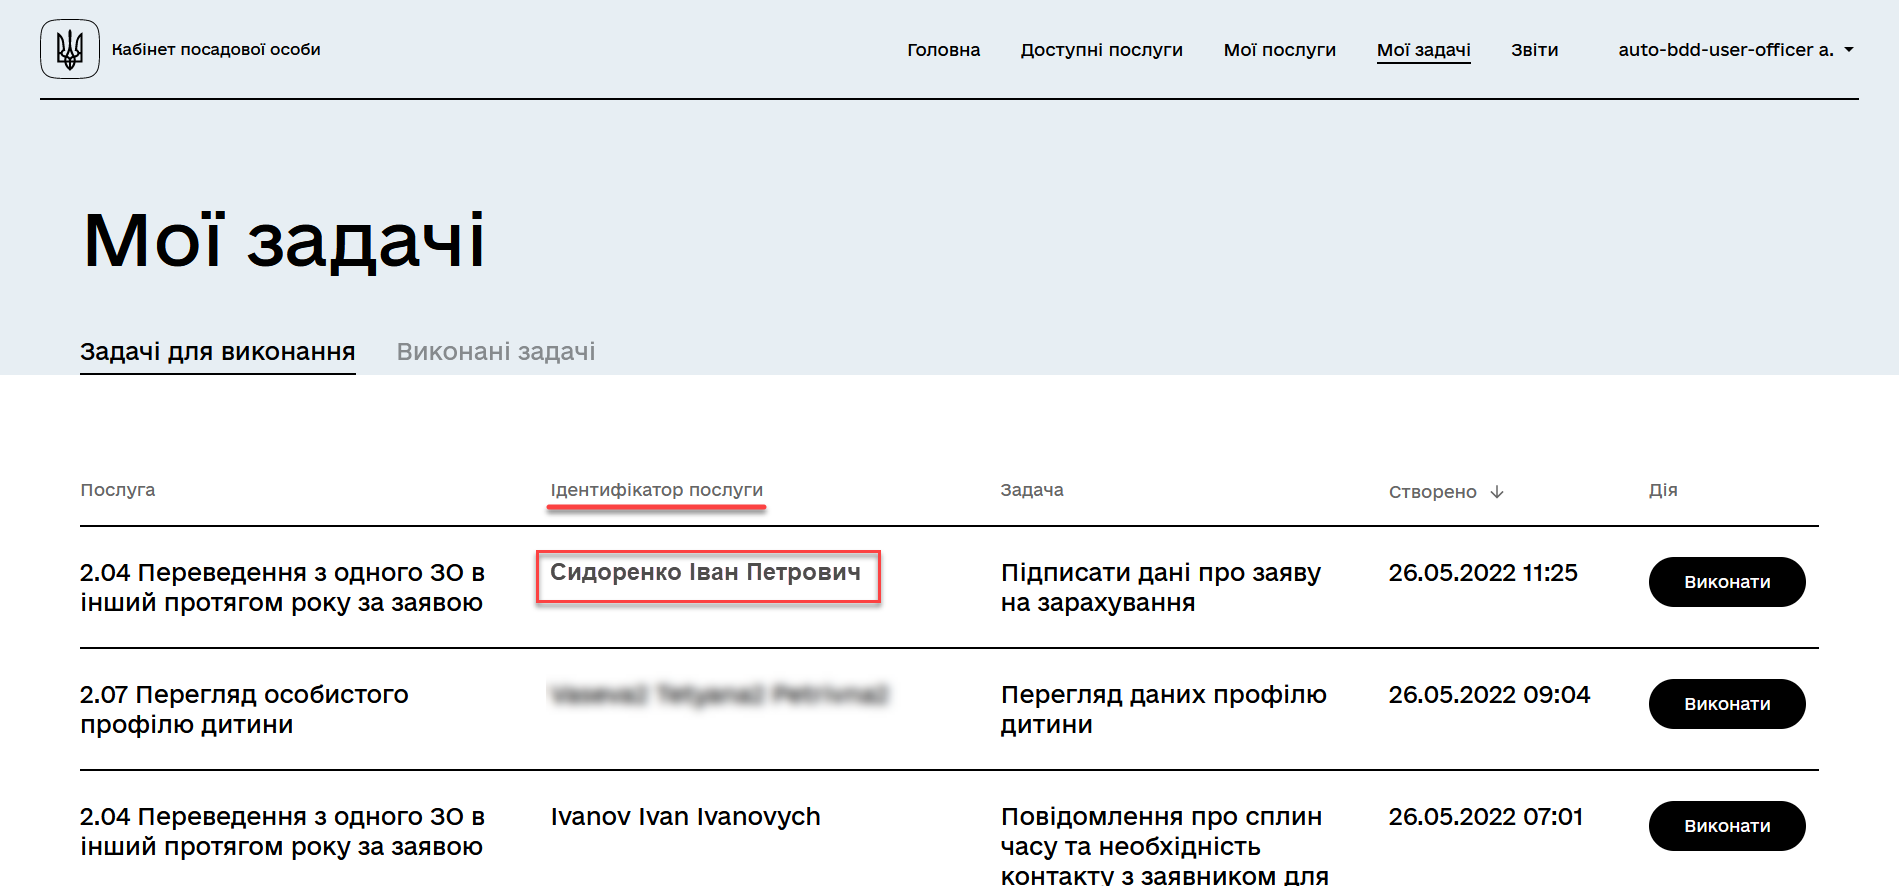 Кабінет посадової особи
Головна
Доступні послуги
Мої послуги
Мої задачі
Звіти
auto-bdd-user-officer a.
Мої задачі
Задачі для виконання
Виконані задачі
Послуга
Ідентифікатор послуги
Задача
Створено
Дія
2.04 Переведення з одного ЗО в
інший протягом року за заявою
Сидоренко Іван Петрович
Підписати дані про заяву
на зарахування
26.05.2022 11:25
Виконати
2.07 Перегляд особистого
профілю дитини
Перегляд даних профілю
дитини
26.05.2022 09:04
Виконати
2.04 Переведення з одного ЗО в
інший протягом року за заявою
Ivanov Ivan Ivanovych
Повідомлення про сплин
часу та необхідність
контакту з заявником для
26.05.2022 07:01
Виконати